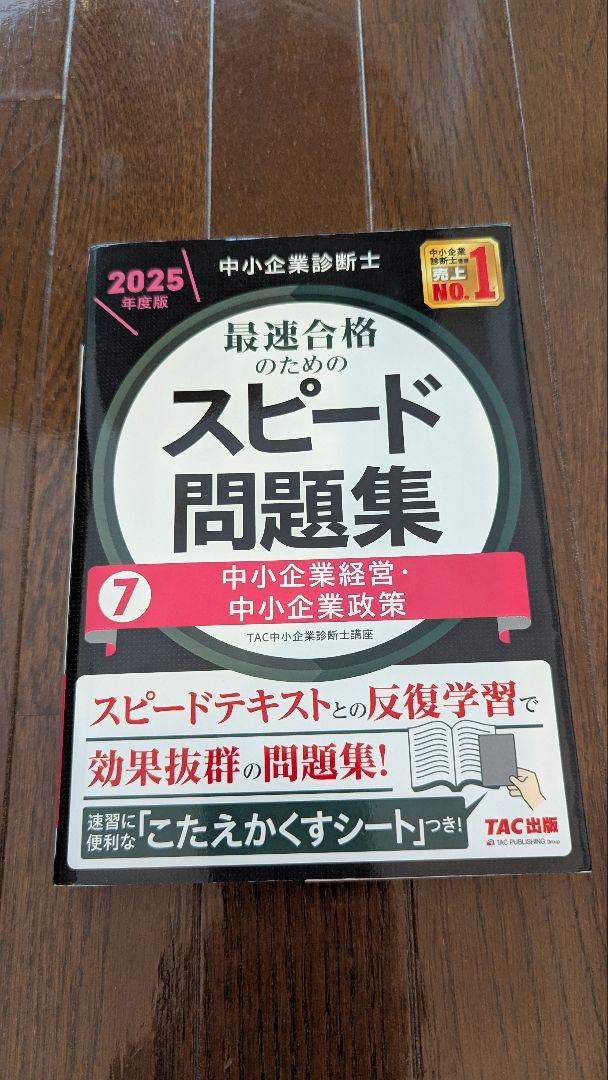 2025
年度版
中小企業診断士
中小企業
診断士書籍
売上
NO.1
最速合格
のための
スピード
問題集
7
中小企業経営・
中小企業政策
TAC中小企業診断士講座
スピードテキストとの反復学習で
効果抜群の問題集!
速習に
便利な「こたえかくすシート」つき!
TAC出版
TAC PUBLISHING Group